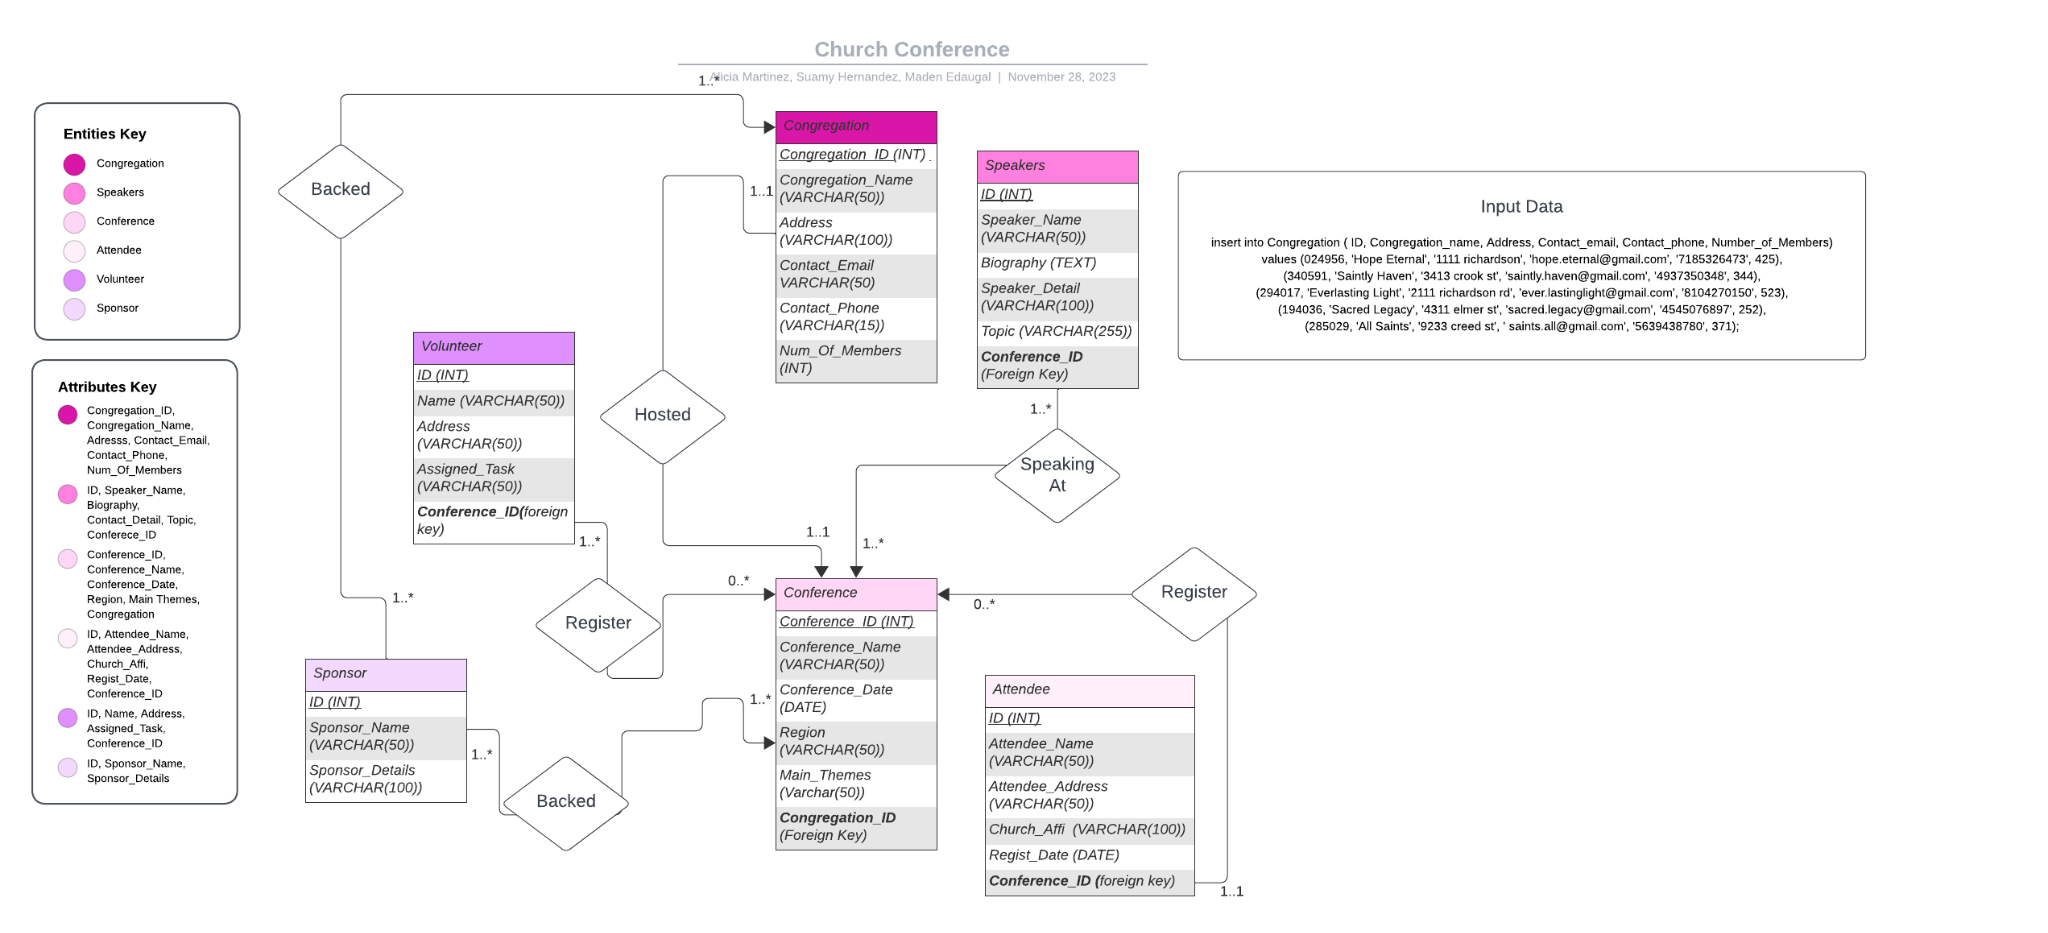 Church Conference
Alicia Martinez, Suamy Hernandez, Maden Edaugal | November 28, 2023
Entities Key
Congregation
Speakers
Conference
Attendee
Volunteer
Sponsor
Attributes Key
Congregation_ID,
Congregation_Name,
Adresss, Contact_Email,
Contact_Phone,
Num_Of_Members
ID, Speaker_Name,
Biography,
Contact_Detail, Topic,
Conferece_ID
Conference_ID,
Conference_Name,
Conference_Date,
Region, Main Themes,
Congregation
ID, Attendee_Name,
Attendee_Address,
Church_Affi,
Regist_Date,
Conference_ID
ID, Name, Address,
Assigned_Task,
Conference_ID
ID, Sponsor_Name,
Sponsor_Details
Backed
1..*
1..*
Congregation
Congregation_ID (INT) .
Congregation_Name
(VARCHAR(50))
Address
(VARCHAR(100))
Contact_Email
VARCHAR(50)
Contact_Phone
(VARCHAR(15))
Num_Of_Members
(INT)
1..1
Hosted
1..1
Speakers
ID (INT)
Speaker_Name
(VARCHAR(50))
Biography (TEXT)
Speaker_Detail
(VARCHAR(100))
Topic (VARCHAR(255))
Conference_ID
(Foreign Key)
1..*
Speaking
At
1..*
Input Data
insert into Congregation ( ID, Congregation_name, Address, Contact_email, Contact_phone, Number_of_Members)
values (024956, 'Hope Eternal', '1111 richardson', 'hope.eternal@gmail.com', '7185326473', 425),
(340591, 'Saintly Haven', '3413 crook st', 'saintly.haven@gmail.com', '4937350348', 344),
(294017, 'Everlasting Light', '2111 richardson rd', 'ever.lastinglight@gmail.com', '8104270150', 523),
(194036, 'Sacred Legacy', '4311 elmer st', 'sacred.legacy@gmail.com', '4545076897', 252),
(285029, 'All Saints', '9233 creed st', ' saints.all@gmail.com', '5639438780', 371);
Volunteer
ID (INT)
Name (VARCHAR(50))
Address
(VARCHAR(50))
Assigned_Task
(VARCHAR(50))
Conference_ID(foreign
key)
1..*
Register
0..*
Sponsor
ID (INT)
Sponsor_Name
(VARCHAR(50))
Sponsor_Details
(VARCHAR(100))
1..*
Backed
1..*
Conference
Conference_ID (INT)
Conference_Name
(VARCHAR(50))
Conference_Date
(DATE)
Region
(VARCHAR(50))
Main_Themes
(Varchar(50))
Congregation_ID
(Foreign Key)
0..*
Register
Attendee
ID (INT)
Attendee_Name
(VARCHAR(50))
Attendee_Address
(VARCHAR(50))
Church_Affi (VARCHAR(100))
Regist_Date (DATE)
Conference_ID (foreign key)
1..1